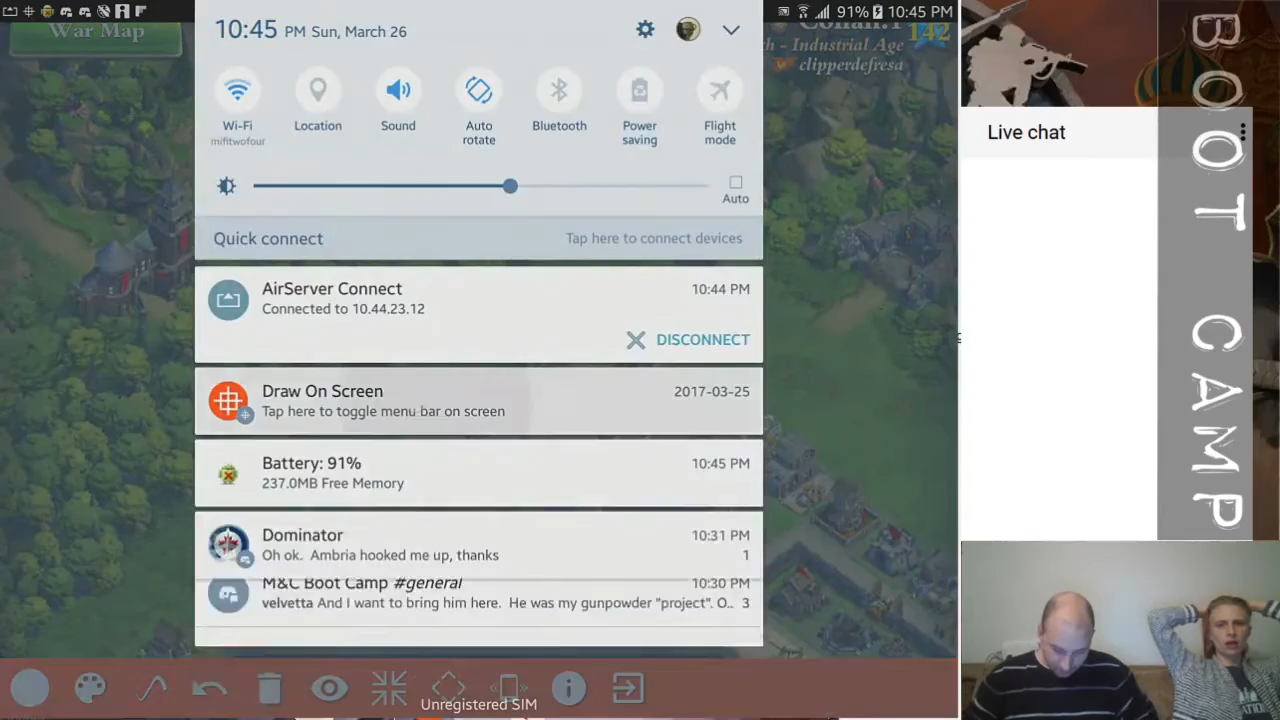 War Map
91% 10:45 PM
142
- Industrial Age
clipperdefresa
10:45 PM Sun, March 26
Wi-Fi
mifitwofour
Location
Sound
Auto
rotate
Bluetooth
Power
saving
Flight
mode
Auto
Quick connect
Tap here to connect devices
AirServer Connect
10:44 PM
Connected to 10.44.23.12
DISCONNECT
Draw On Screen
2017-03-25
Tap here to toggle menu bar on screen
Battery: 91%
10:45 PM
237.0MB Free Memory
Dominator
10:31 PM
Oh ok. Ambria hooked me up, thanks
1
M&C Boot Camp #general
10:30 PM
velvetta And I want to bring him here. He was my gunpowder "project". O.. 3
Unregistered SIM
Live chat
BOOT CAMP